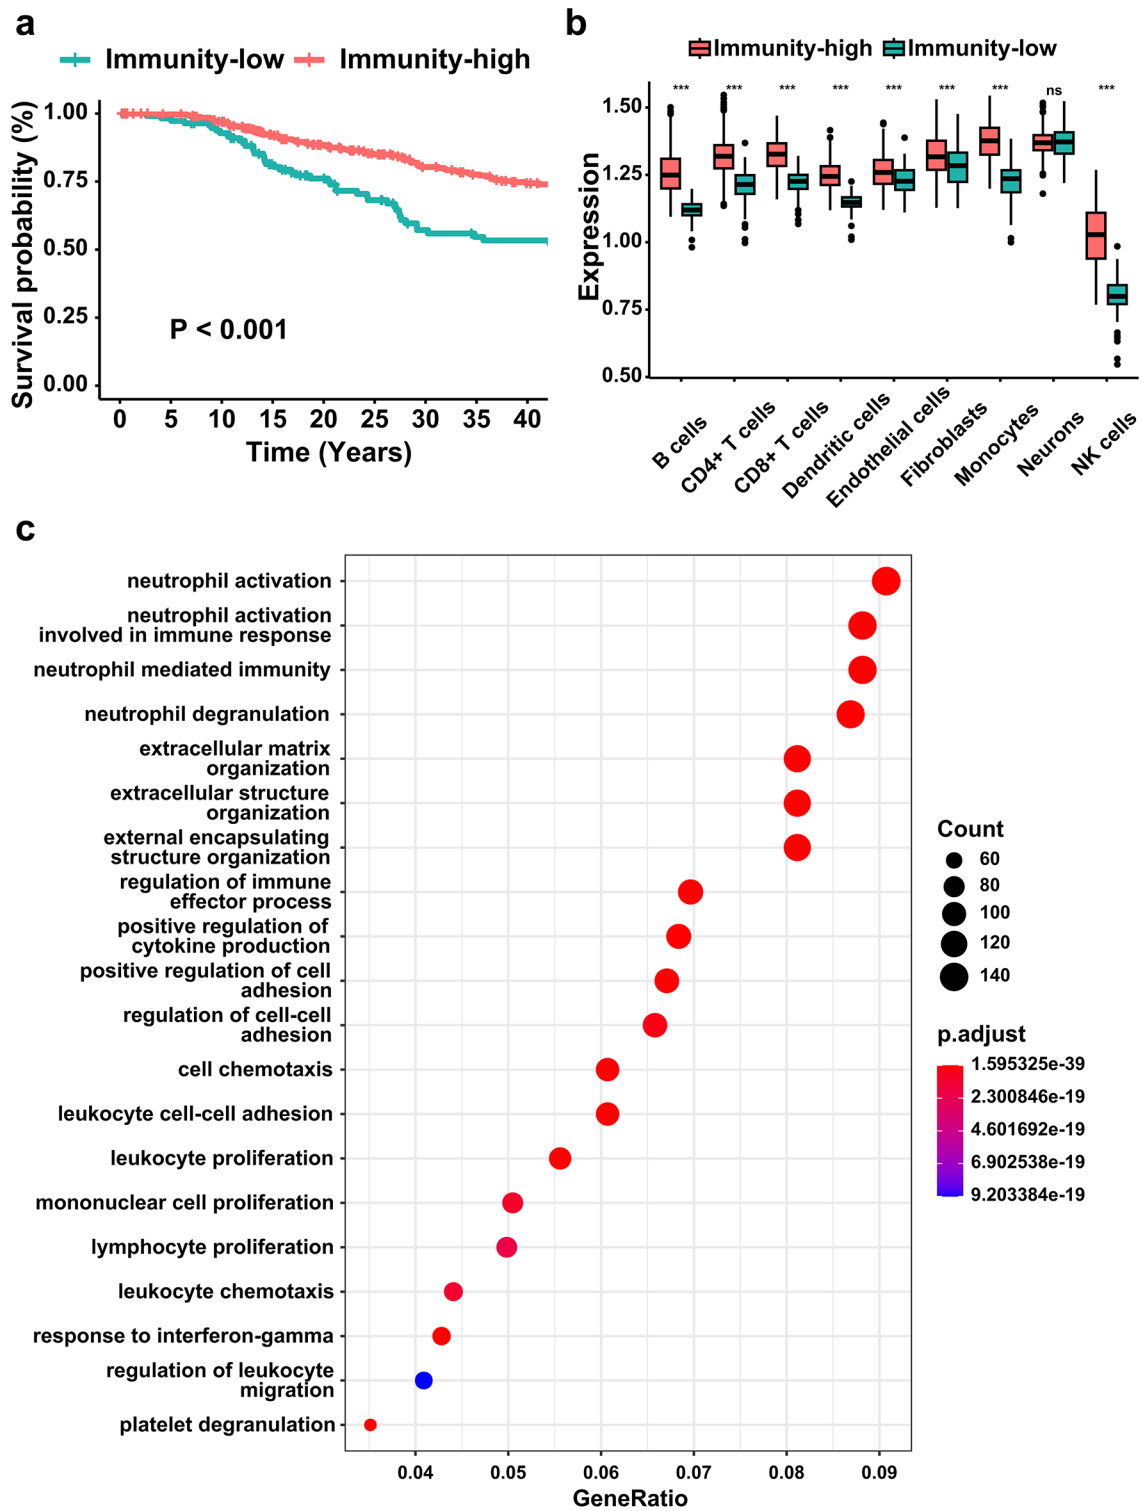 a
Immunity-low Immunity-high
Survival probability (%)
1.00
0.75
0.50
0.25
0.00
P < 0.001
0 5 10 15 20 25 30 35 40
Time (Years)
b
Immunity-high Immunity-low
*** *** *** *** *** *** *** ns ***
Expression
1.50
1.25
1.00
0.75
0.50
B cells
CD4+ T cells
CD8+ T cells
Dendritic cells
Endothelial cells
Fibroblasts
Monocytes
Neurons
NK cells
c
neutrophil activation
neutrophil activation
involved in immune response
neutrophil mediated immunity
neutrophil degranulation
extracellular matrix
organization
extracellular structure
organization
external encapsulating
structure organization
regulation of immune
effector process
positive regulation of
cytokine production
positive regulation of cell
adhesion
regulation of cell-cell
adhesion
cell chemotaxis
leukocyte cell-cell adhesion
leukocyte proliferation
mononuclear cell proliferation
lymphocyte proliferation
leukocyte chemotaxis
response to interferon-gamma
regulation of leukocyte
migration
platelet degranulation
0.04 0.05 0.06 0.07 0.08 0.09
GeneRatio
Count
60
80
100
120
140
p.adjust
1.595325e-39
2.300846e-19
4.601692e-19
6.902538e-19
9.203384e-19